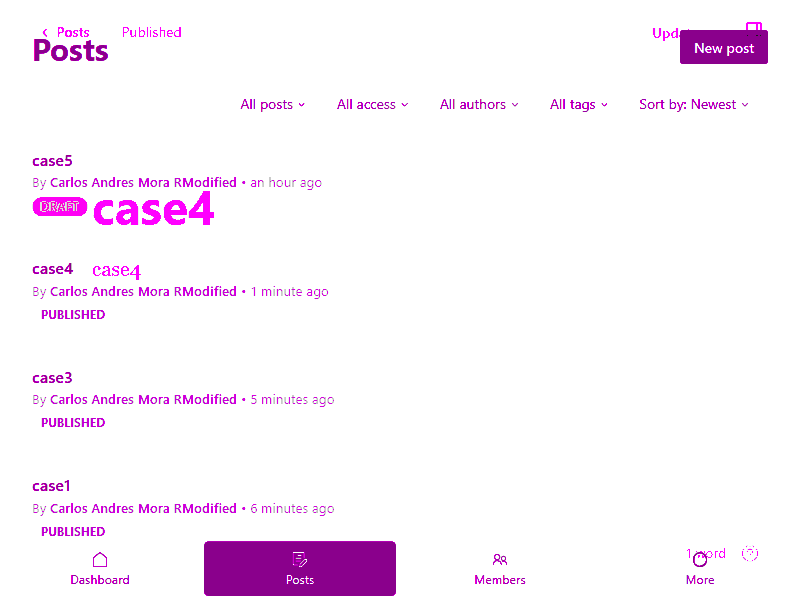 Posts Published Update
Posts
New post
All posts All access All authors All tags Sort by: Newest
case5
By Carlos Andres Mora RModified • an hour ago
DRAFT case4
case4 case4
By Carlos Andres Mora RModified • 1 minute ago
PUBLISHED
case3
By Carlos Andres Mora RModified • 5 minutes ago
PUBLISHED
case1
By Carlos Andres Mora RModified • 6 minutes ago
PUBLISHED
1 word
Dashboard Posts Members More